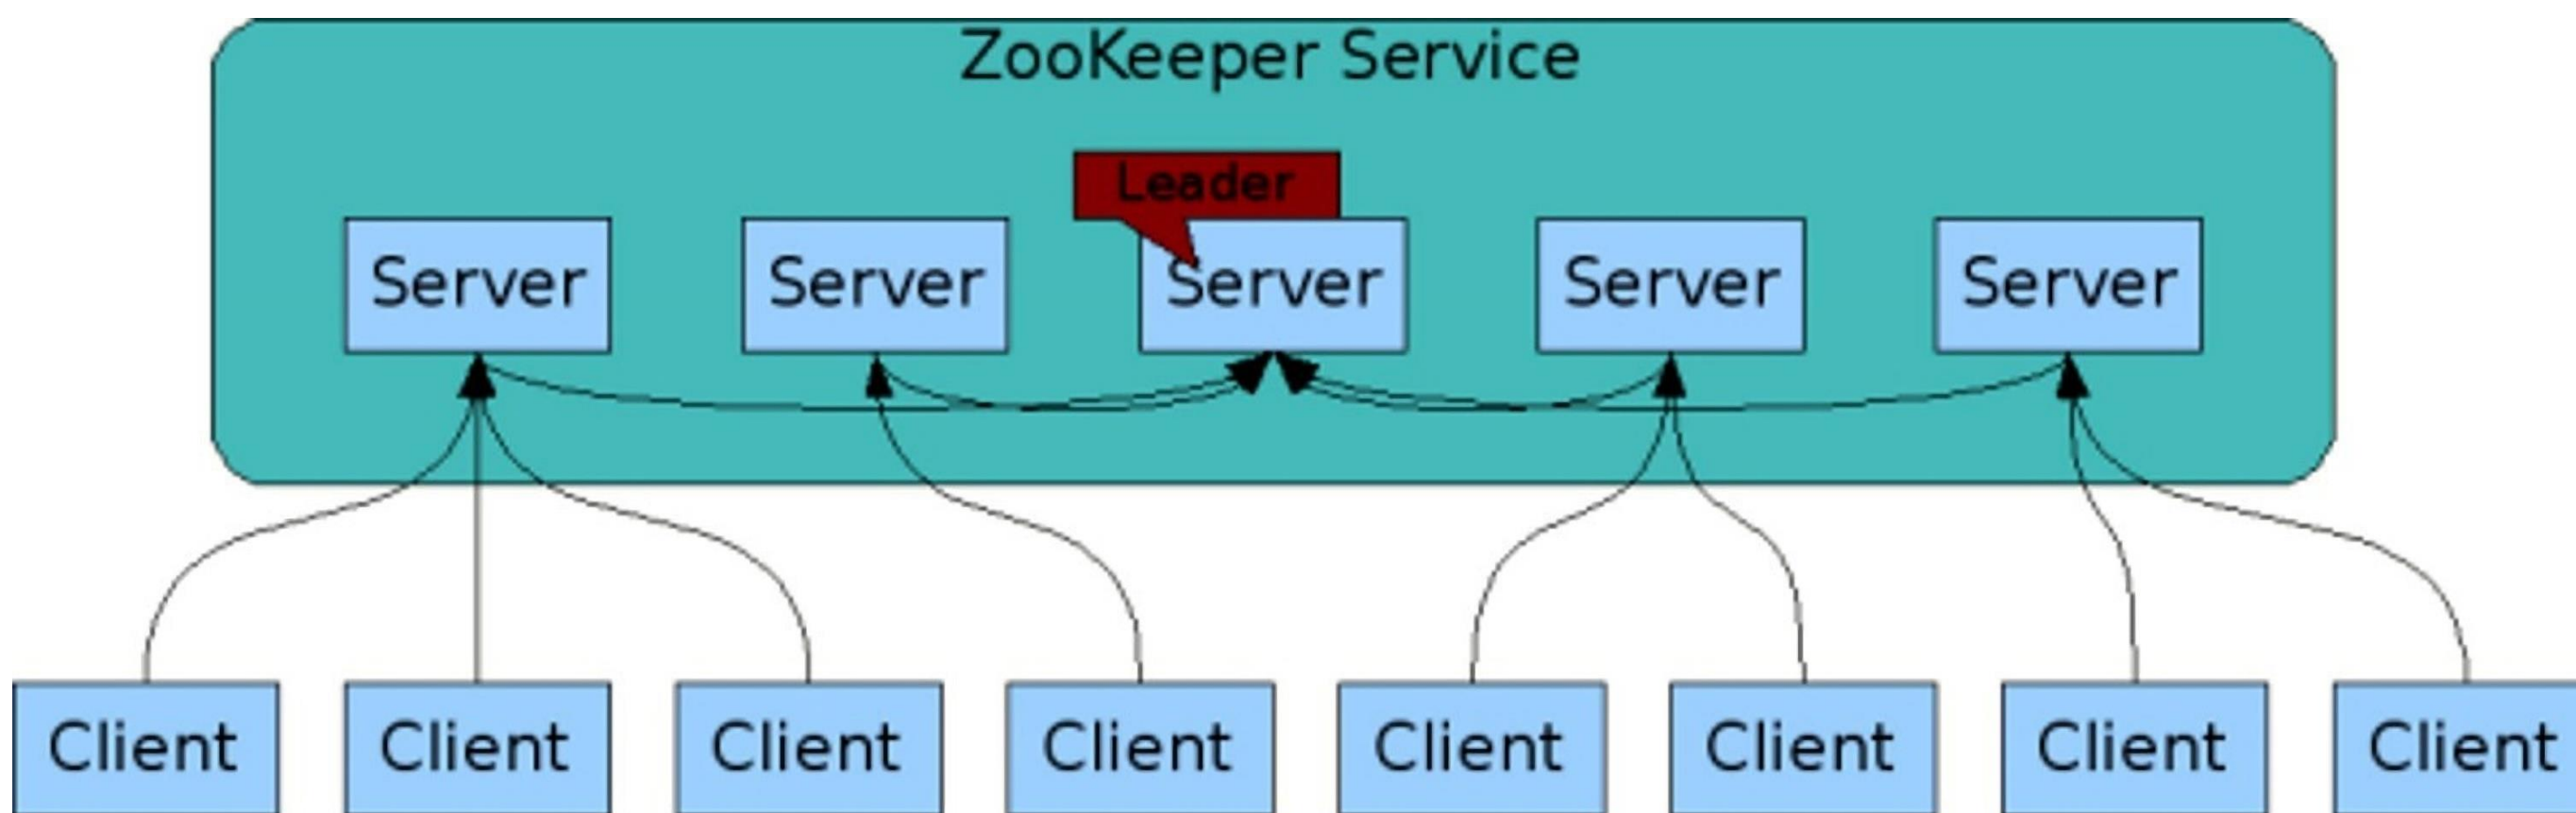 ZooKeeper Service
Leader
Server
Server
Server
Server
Server
Client
Client
Client
Client
Client
Client
Client
Client